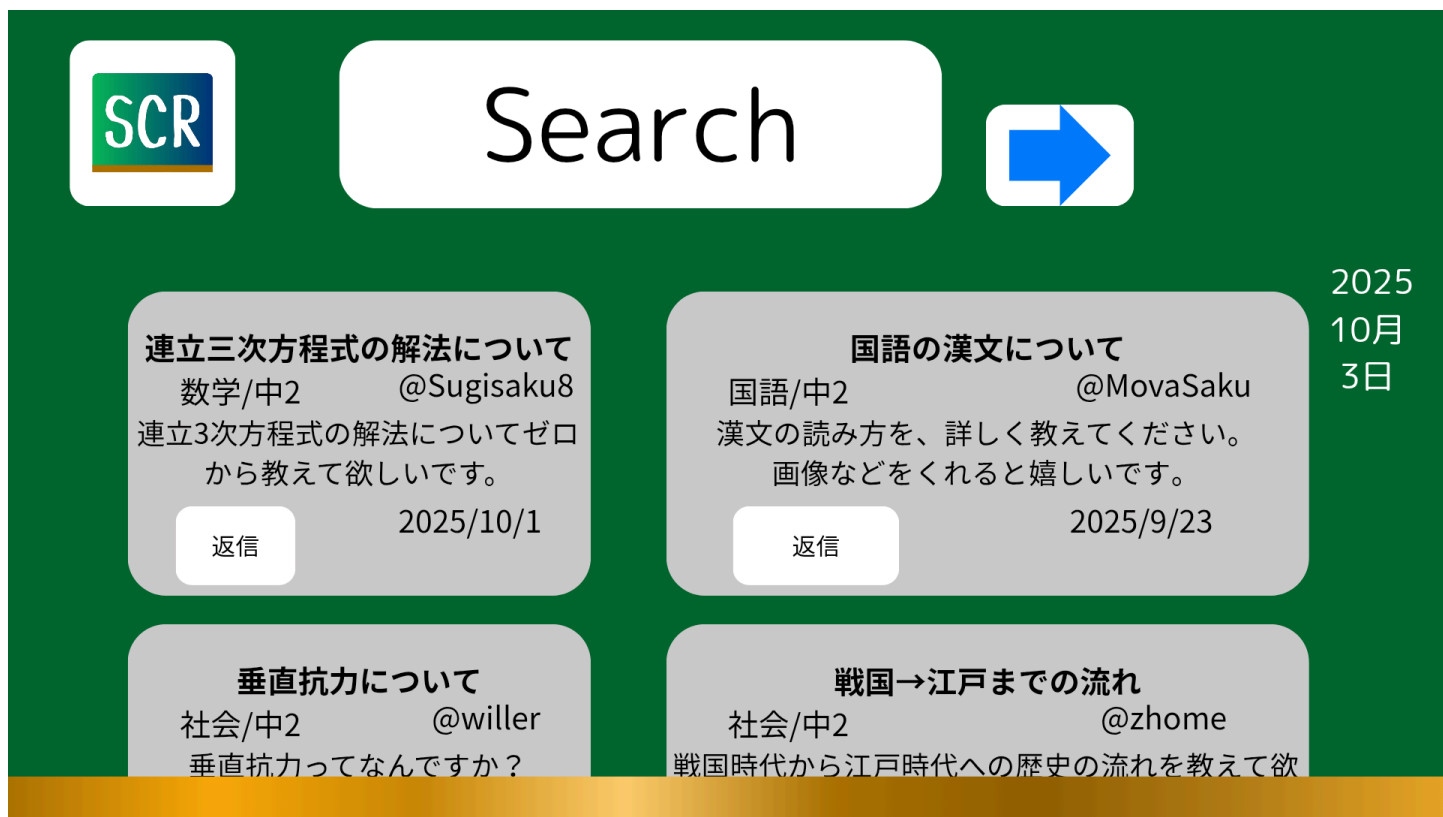 SCR
Search
2025
10月
3日
連立三次方程式の解法について
数学/中2 @Sugisaku8
連立3次方程式の解法についてゼロ
から教えて欲しいです。
2025/10/1
返信
国語の漢文について
国語/中2 @MovaSaku
漢文の読み方を、詳しく教えてください。
画像などをくれると嬉しいです。
2025/9/23
返信
垂直抗力について
社会/中2 @willer
垂直抗力ってなんですか？
戦国→江戸までの流れ
社会/中2 @zhome
戦国時代から江戸時代への歴史の流れを教えて欲